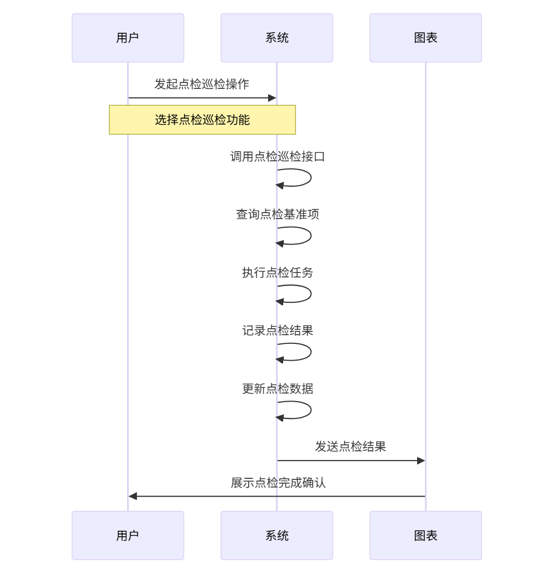 用户 系统 图表
发起点检巡检操作
选择点检巡检功能
调用点检巡检接口
查询点检基准项
执行点检任务
记录点检结果
更新点检数据
发送点检结果
展示点检完成确认
用户 系统 图表